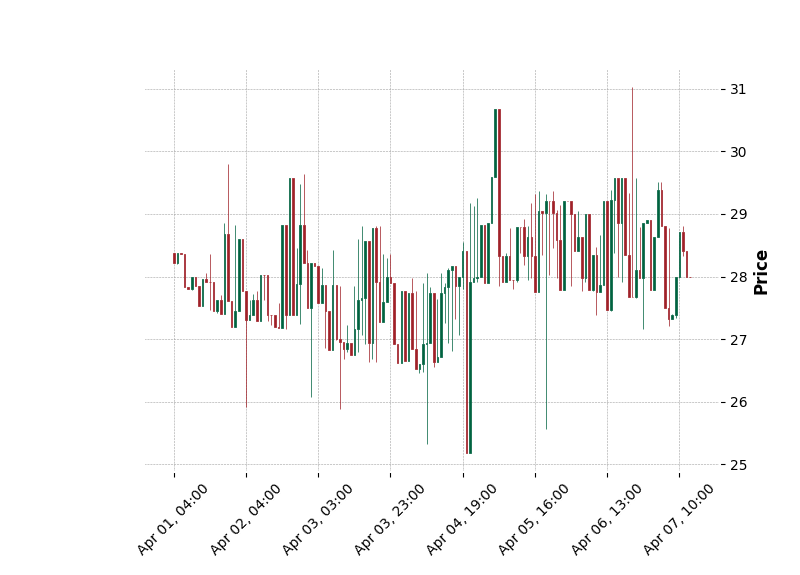 31
30
29
28
27
26
25
Price
Apr 01, 04:00
Apr 02, 04:00
Apr 03, 03:00
Apr 03, 23:00
Apr 04, 19:00
Apr 05, 16:00
Apr 06, 13:00
Apr 07, 10:00